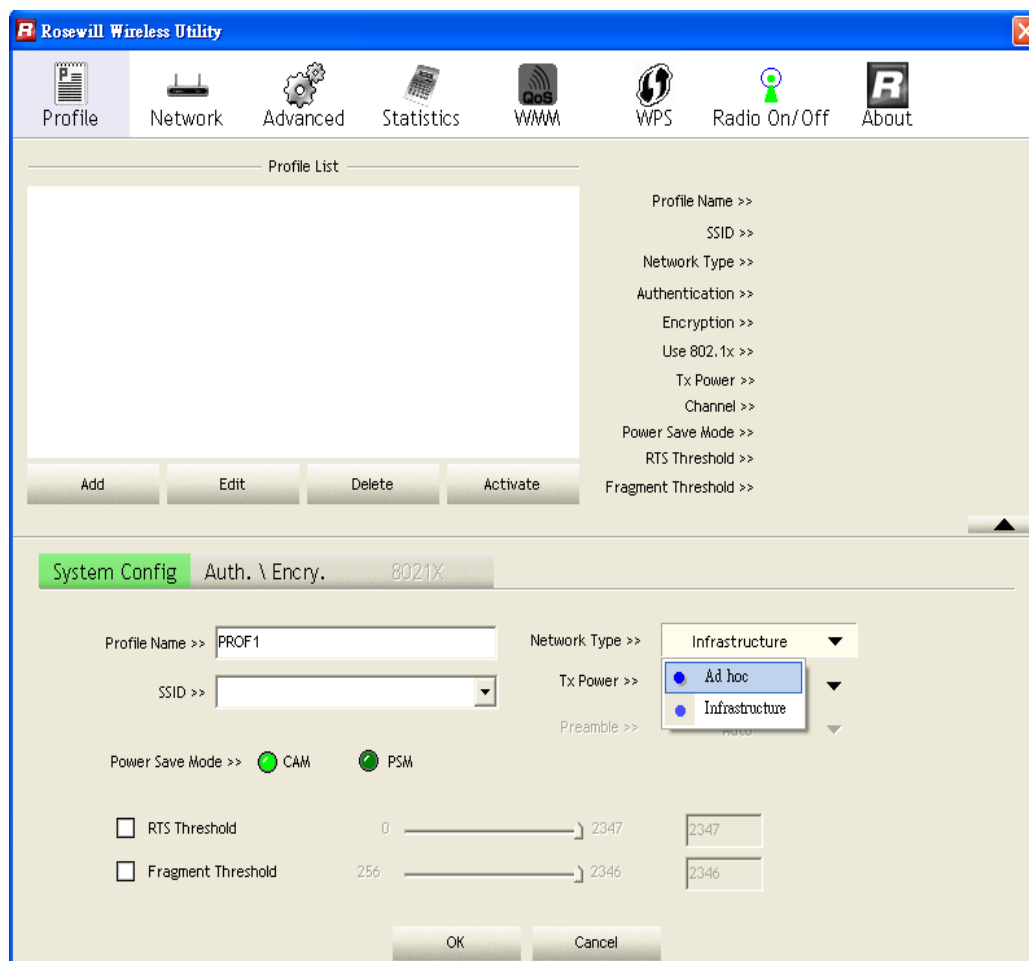 R Rosewill Wireless Utility
Profile Network Advanced Statistics QoS WMM WPS Radio On/Off R About
Profile List
Profile Name >>
SSID >>
Network Type >>
Authentication >>
Encryption >>
Use 802.1x >>
Tx Power >>
Channel >>
Power Save Mode >>
RTS Threshold >>
Fragment Threshold >>
Add Edit Delete Activate
System Config Auth. \ Encry. 8021X
Profile Name >> PROF1 Network Type >> Infrastructure
SSID >> Tx Power >> Ad hoc
Infrastructure
Preamble >> Auto
Power Save Mode >> CAM PSM
RTS Threshold 0 2347 2347
Fragment Threshold 256 2346 2346
OK Cancel